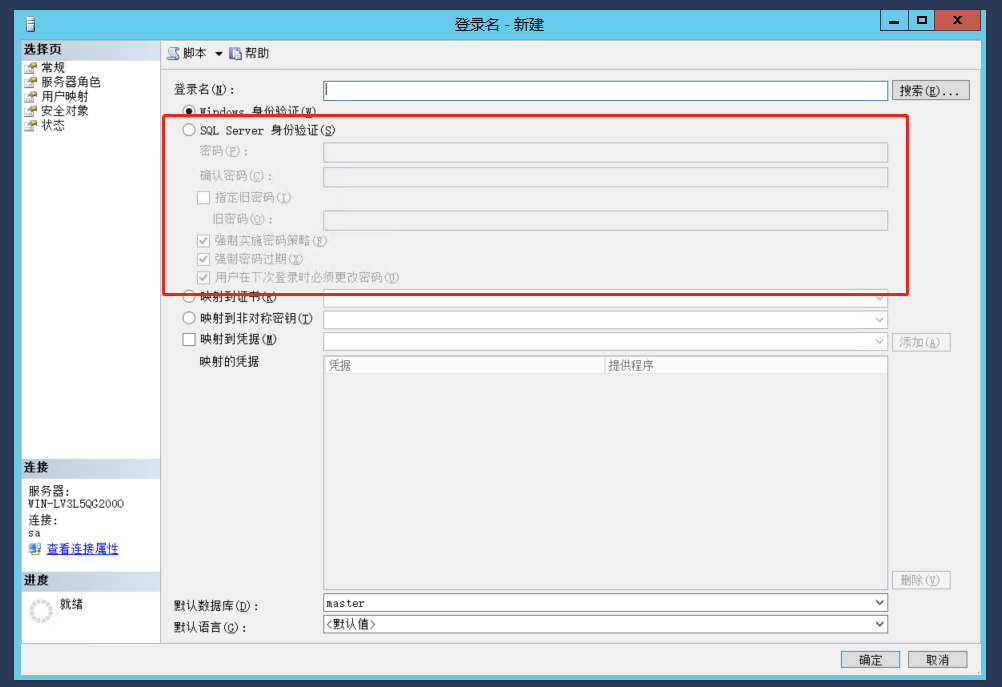 登录名 - 新建
选择页
常规
服务器角色
用户映射
安全对象
状态
脚本 帮助
登录名(N): 搜索(E)...
Windows 身份验证(W)
SQL Server 身份验证(S)
密码(P):
确认密码(C):
指定旧密码(I)
旧密码(O):
强制实施密码策略(F)
强制密码过期(X)
用户在下次登录时必须更改密码(U)
映射到证书(R)
映射到非对称密钥(T)
映射到凭据(M) 添加(A)
映射的凭据 凭据 提供程序
删除(V)
默认数据库(D): master
默认语言(G): <默认值>
连接
服务器:
WIN-LV3L5QG2000
连接:
sa
查看连接属性
进度
就绪
确定 取消